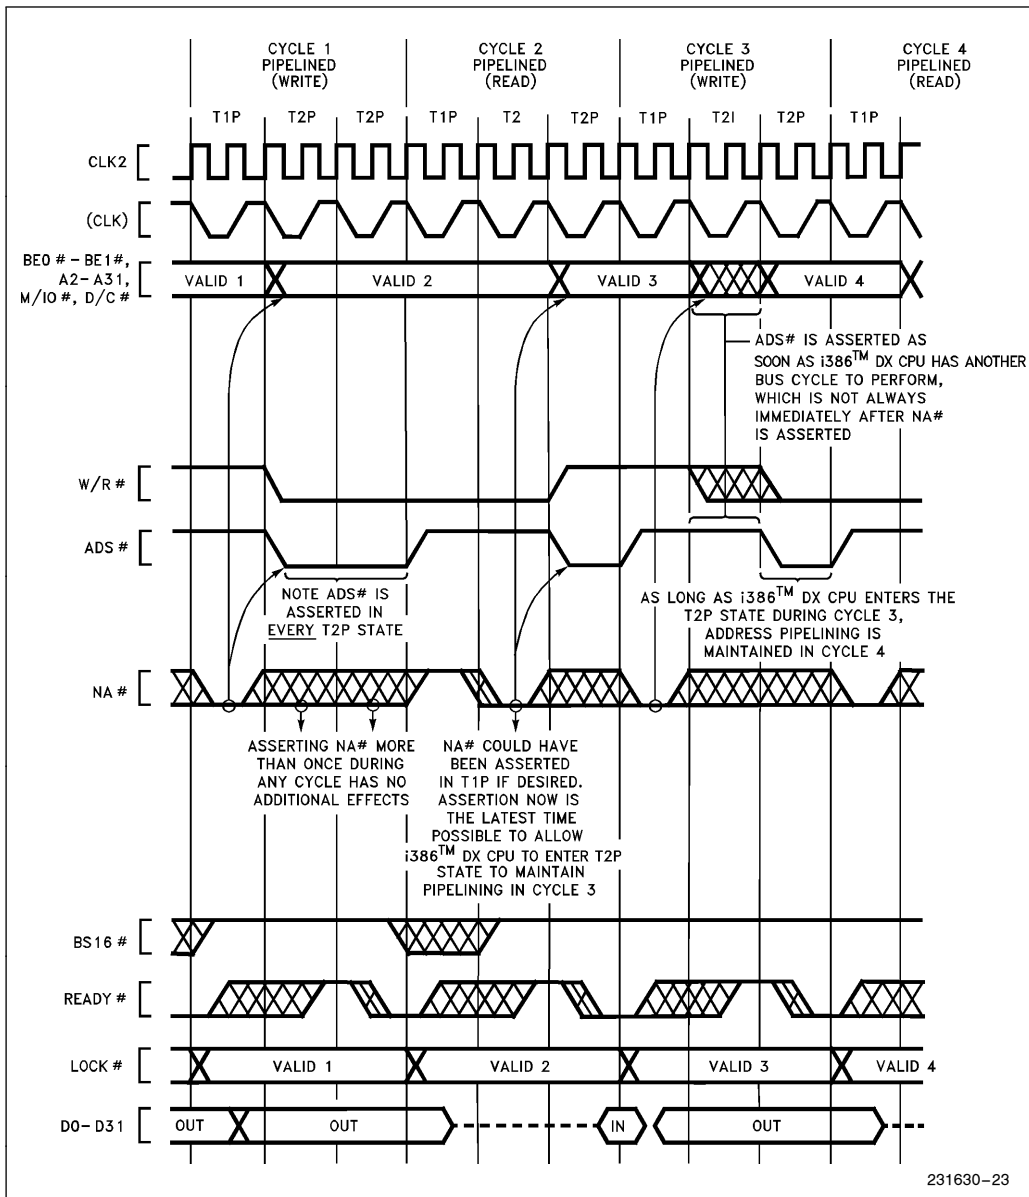 CYCLE 1
PIPELINED
(WRITE)
CYCLE 2
PIPELINED
(READ)
CYCLE 3
PIPELINED
(WRITE)
CYCLE 4
PIPELINED
(READ)
T1P T2P T2P T1P T2 T2P T1P T2I T2P T1P
CLK2
(CLK)
BE0 # - BE1#,
A2- A31,
M/IO #, D/C #
VALID 1 VALID 2 VALID 3 VALID 4
ADS# IS ASSERTED AS
SOON AS i386™ DX CPU HAS ANOTHER
BUS CYCLE TO PERFORM,
WHICH IS NOT ALWAYS
IMMEDIATELY AFTER NA#
IS ASSERTED
W/R #
ADS #
NOTE ADS# IS
ASSERTED IN
EVERY T2P STATE
AS LONG AS i386™ DX CPU ENTERS THE
T2P STATE DURING CYCLE 3,
ADDRESS PIPELINING IS
MAINTAINED IN CYCLE 4
NA #
ASSERTING NA# MORE
THAN ONCE DURING
ANY CYCLE HAS NO
ADDITIONAL EFFECTS
NA# COULD HAVE
BEEN ASSERTED
IN T1P IF DESIRED.
ASSERTION NOW IS
THE LATEST TIME
POSSIBLE TO ALLOW
i386™ DX CPU TO ENTER T2P
STATE TO MAINTAIN
PIPELINING IN CYCLE 3
BS16 #
READY #
LOCK #
VALID 1 VALID 2 VALID 3 VALID 4
D0- D31
OUT OUT IN OUT
231630-23